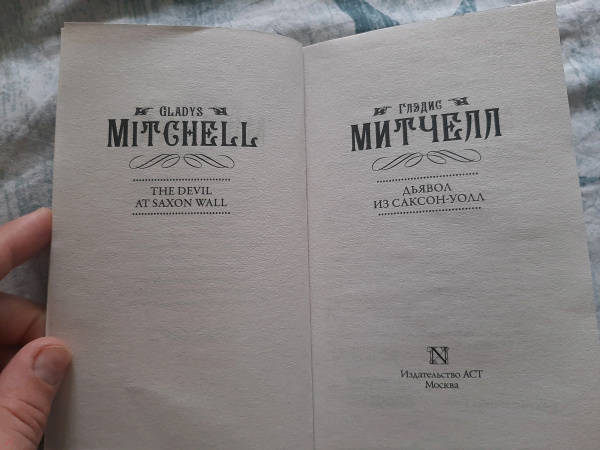 GLADYS
MITCHELL
THE DEVIL
AT SAXON WALL
ГЛЭДИС
МИТЧЕЛЛ
ДЬЯВОЛ
ИЗ САКСОН-УОЛЛ
N
Издательство АСТ
Москва